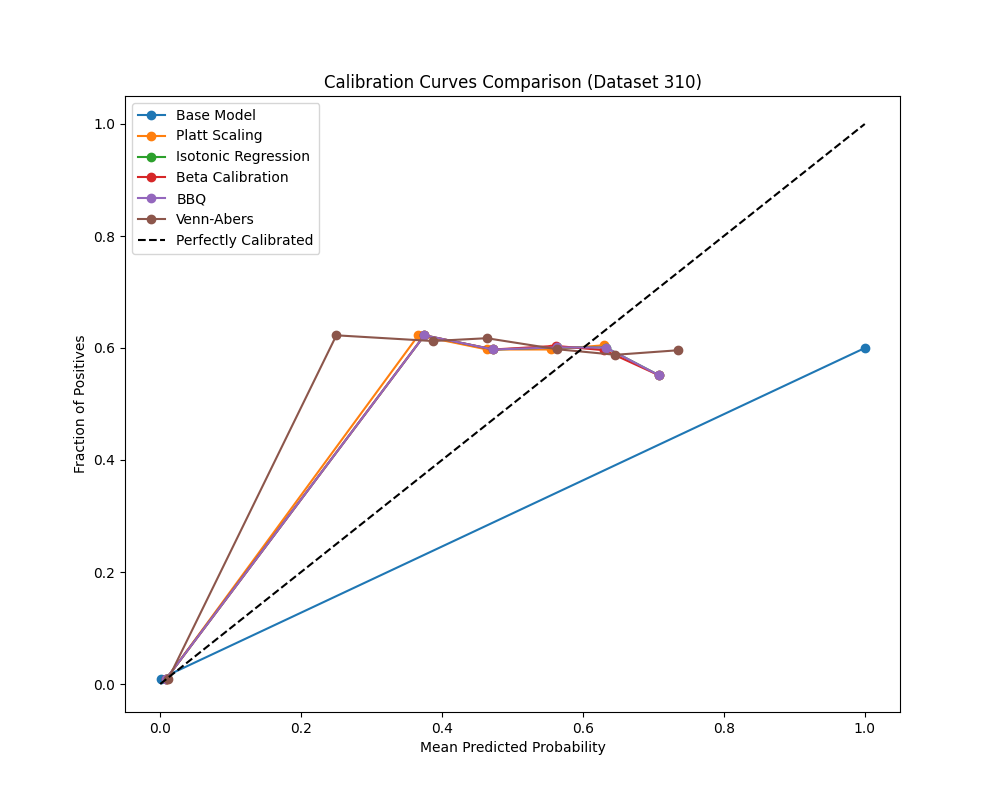 Calibration Curves Comparison (Dataset 310)
Base Model
Platt Scaling
Isotonic Regression
Beta Calibration
BBQ
Venn-Abers
Perfectly Calibrated
Fraction of Positives
1.0
0.8
0.6
0.4
0.2
0.0
0.0 0.2 0.4 0.6 0.8 1.0
Mean Predicted Probability